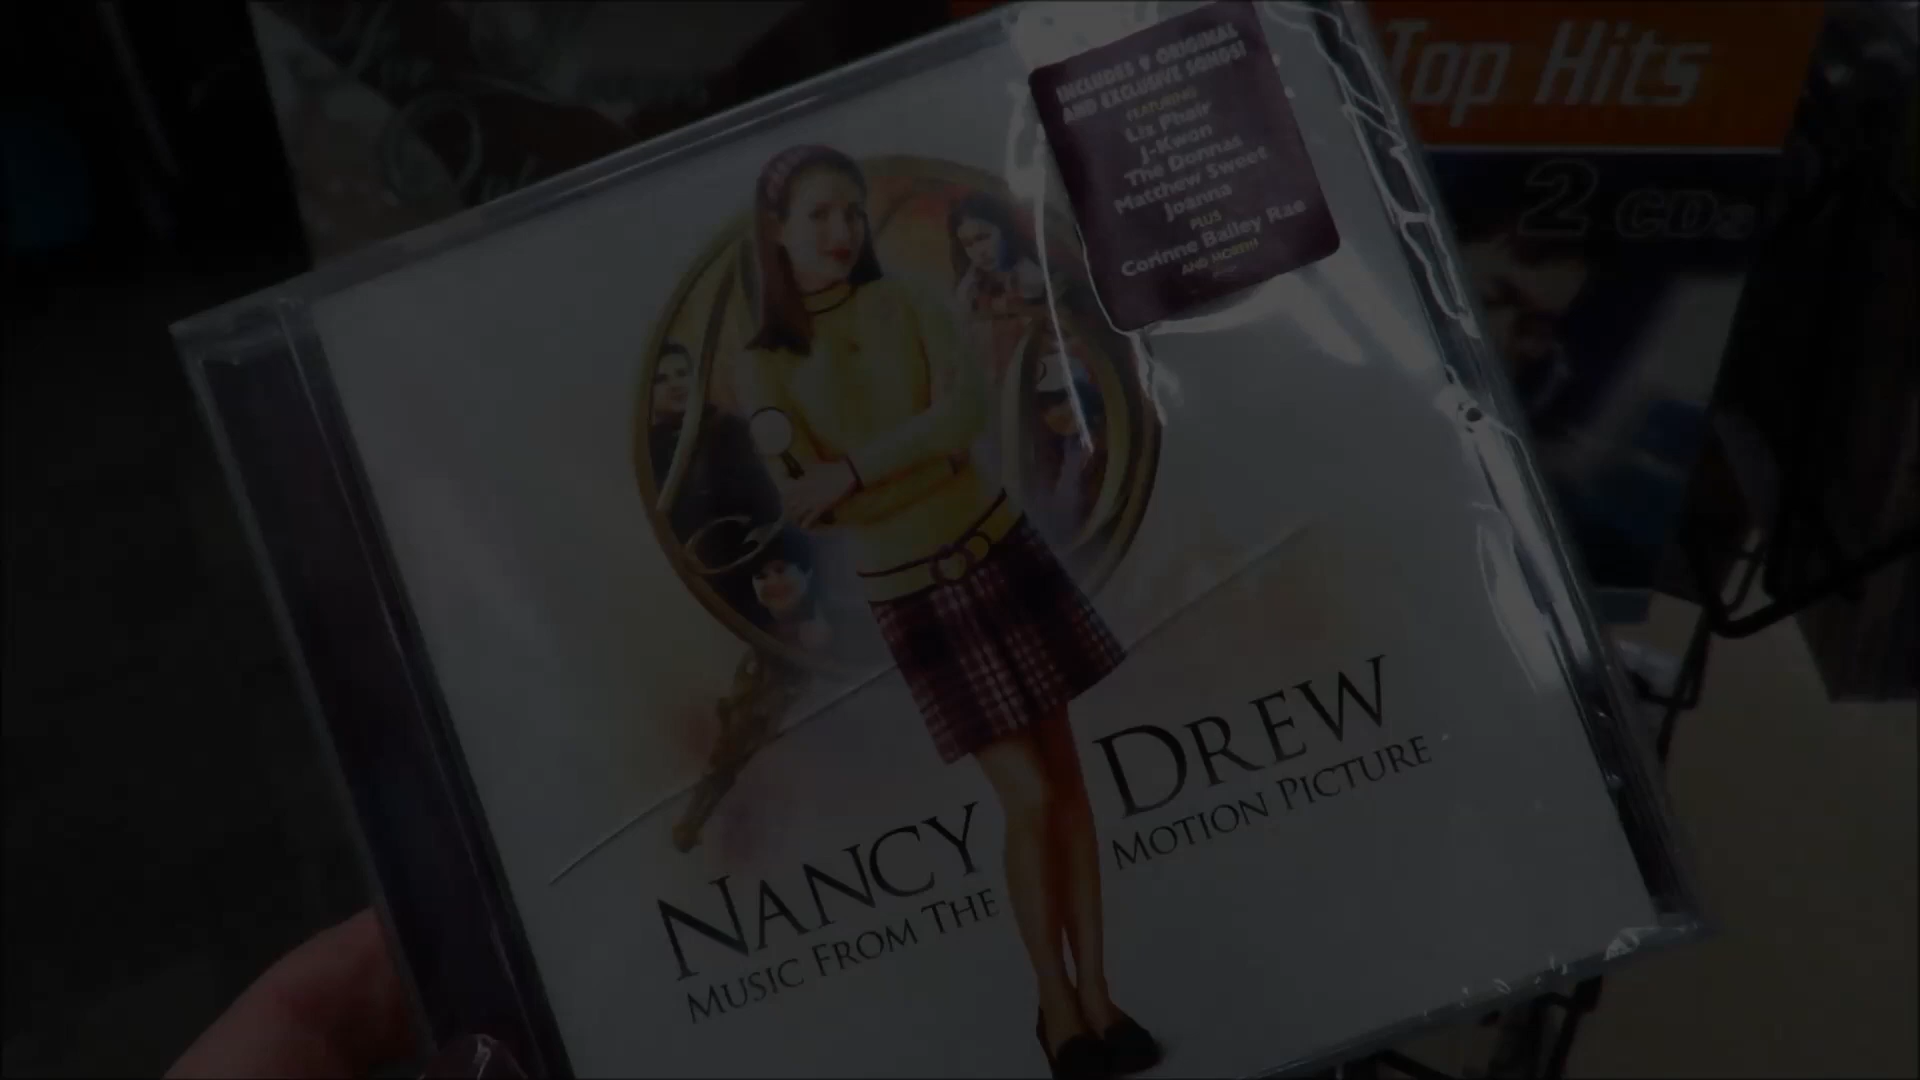 Top Hits
2 CDs
INCLUDES 9 ORIGINAL
AND EXCLUSIVE SONGS!
FEATURING
Liz Phair
J-Kwon
The Donnas
Matthew Sweet
Joanna
PLUS
Corinne Bailey Rae
AND MORE!!!
NANCY DREW
MUSIC FROM THE MOTION PICTURE